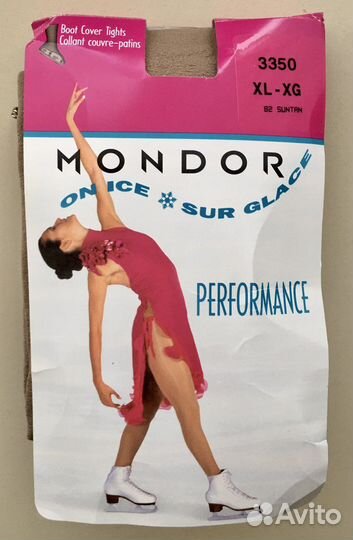 Boot Cover Tights
Collant couvre-patins
3350
XL-XG
82 SUNTAN
MONDOR
ON ICE SUR GLACE
PERFORMANCE
Avito